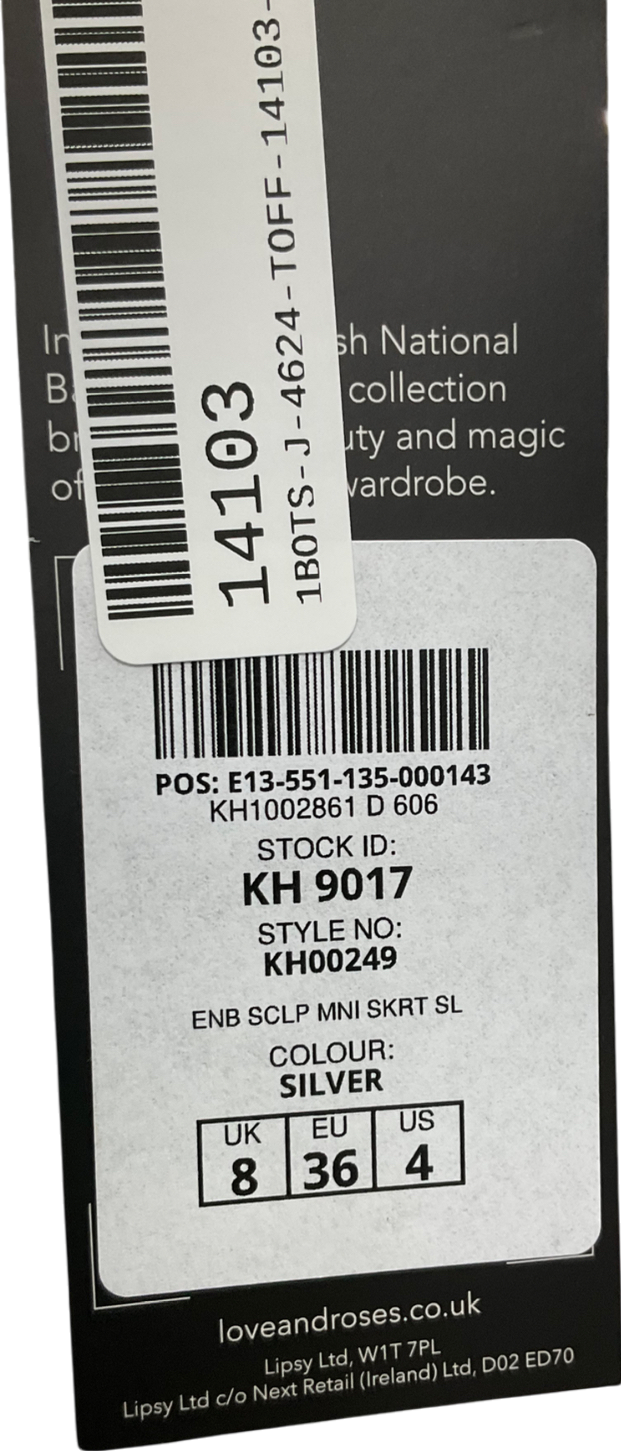 14103
1BOTS-J-4624-TOFF-14103-
sh National
collection
and magic
wardrobe.
POS: E13-551-135-000143
KH1002861 D 606
STOCK ID:
KH 9017
STYLE NO:
KH00249
ENB SCLP MNI SKRT SL
COLOUR:
SILVER
UK EU US
8 36 4
loveandroses.co.uk
Lipsy Ltd, W1T 7PL
Lipsy Ltd c/o Next Retail (Ireland) Ltd, D02 ED70